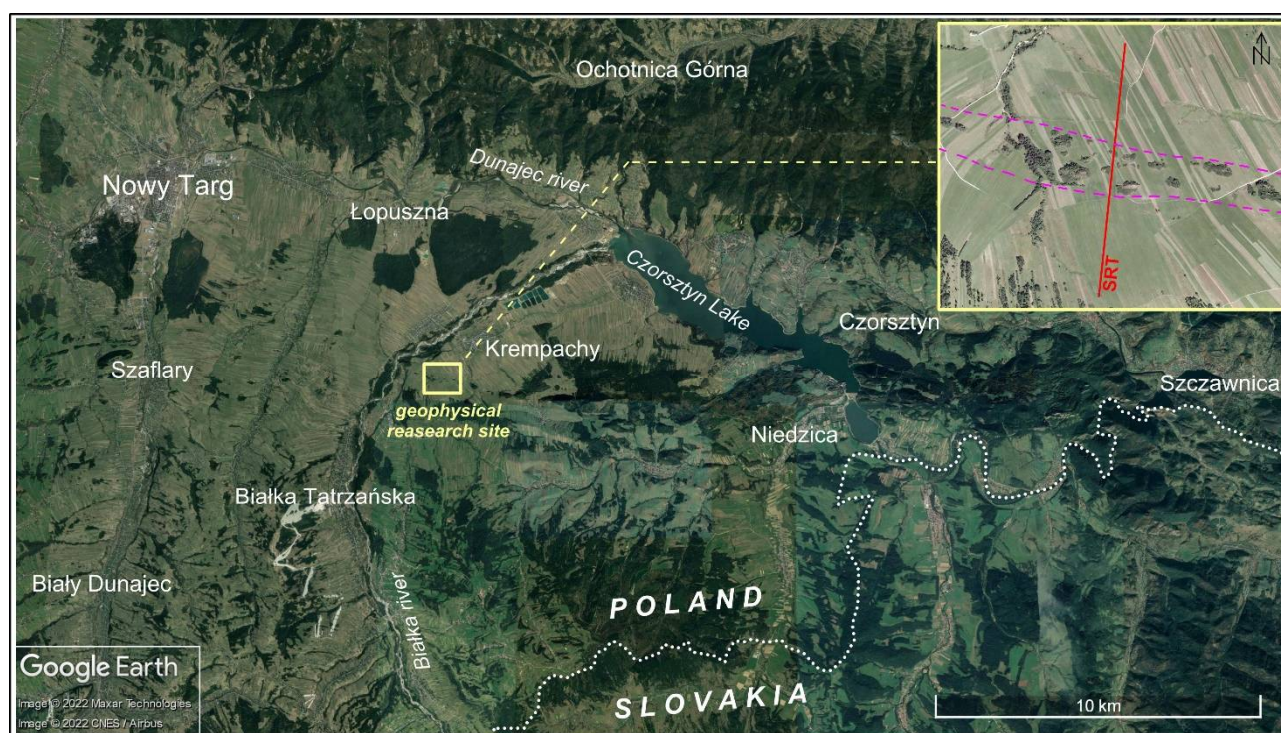 Ochotnica Górna
N
Dunajec river
Nowy Targ
Łopuszna
SRT
Czorsztyn Lake
Czorsztyn
Krempachy
Szaflary
Szczawnica
geophysical
reasearch site
Niedzica
Białka Tatrzańska
Biały Dunajec
Białka river
POLAND
SLOVAKIA
Google Earth
Image © 2022 Maxar Technologies
Image © 2022 CNES / Airbus
10 km